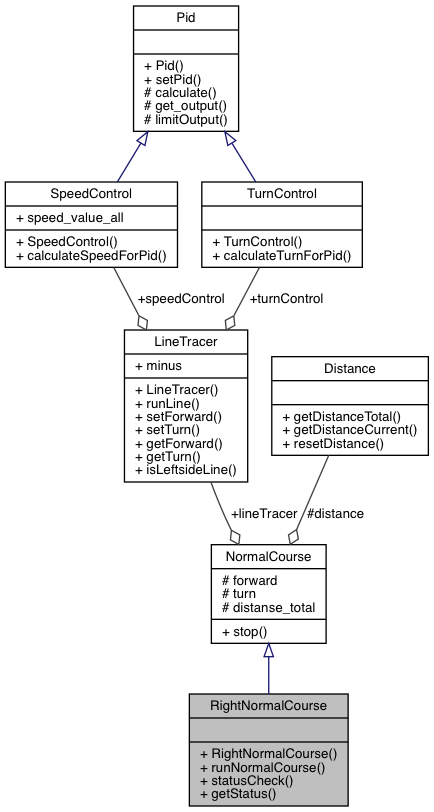 Pid
+ Pid()
+ setPid()
# calculate()
# get_output()
# limitOutput()
SpeedControl
+ speed_value_all
+ SpeedControl()
+ calculateSpeedForPid()
TurnControl
+ TurnControl()
+ calculateTurnForPid()
+speedControl
+turnControl
LineTracer
+ minus
+ LineTracer()
+ runLine()
+ setForward()
+ setTurn()
+ getForward()
+ getTurn()
+ isLeftsideLine()
Distance
+ getDistanceTotal()
+ getDistanceCurrent()
+ resetDistance()
+lineTracer
#distance
NormalCourse
# forward
# turn
# distanse_total
+ stop()
RightNormalCourse
+ RightNormalCourse()
+ runNormalCourse()
+ statusCheck()
+ getStatus()